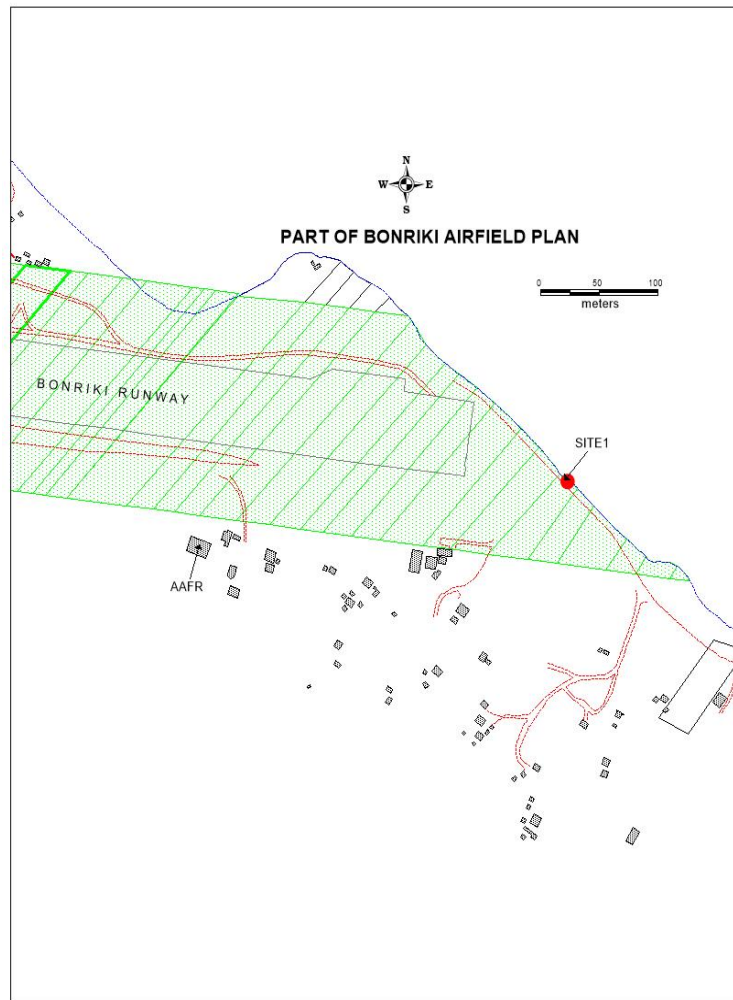 N
W E
S
PART OF BONRIKI AIRFIELD PLAN
0 50 100
meters
BONRIKI RUNWAY
SITE1
AAFR